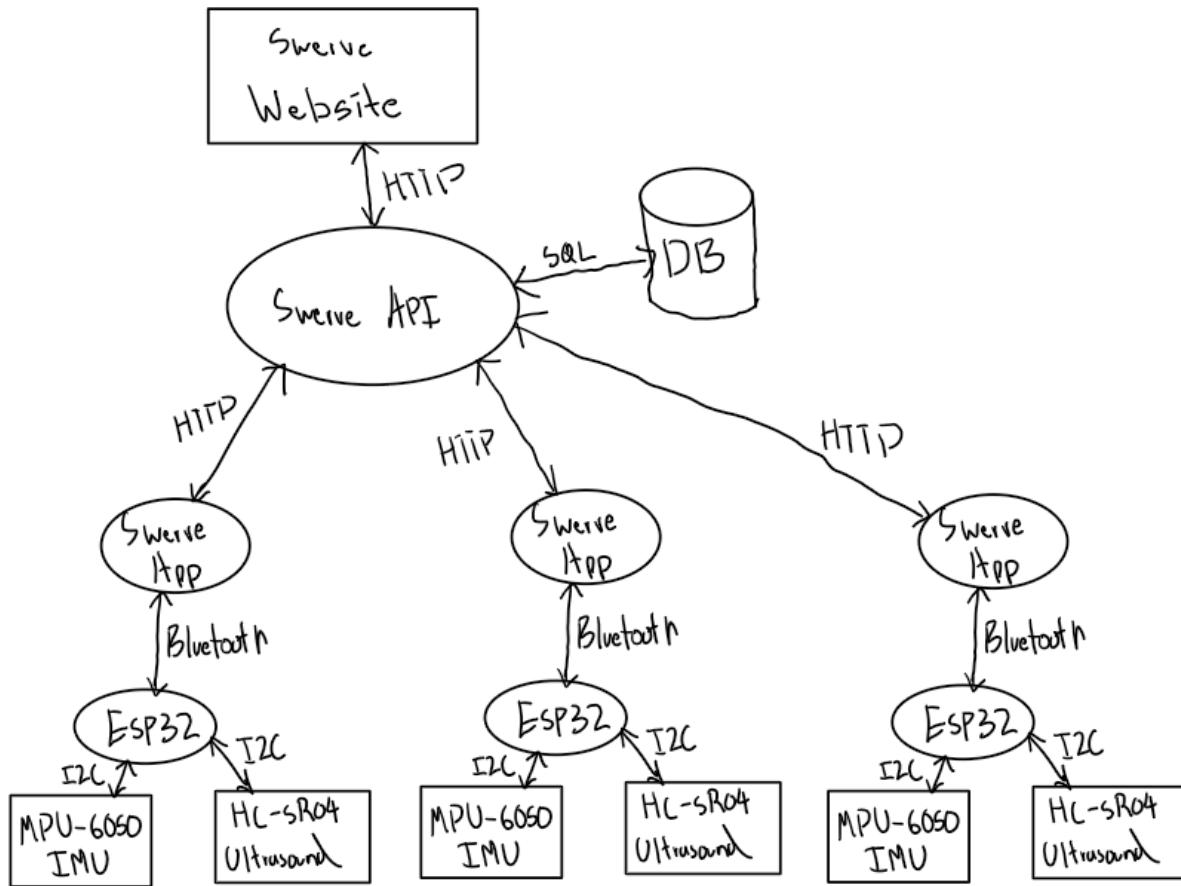 Swerve
Website
HTTP
SQL
DB
Swerve API
HTTP
HTTP
HTTP
Swerve
App
Swerve
App
Swerve
App
Bluetooth
Bluetooth
Bluetooth
Esp32
Esp32
Esp32
I2C
I2C
I2C
I2C
I2C
I2C
MPU-6050
IMU
HC-SR04
Ultrasound
MPU-6050
IMU
HC-SR04
Ultrasound
MPU-6050
IMU
HC-SR04
Ultrasound